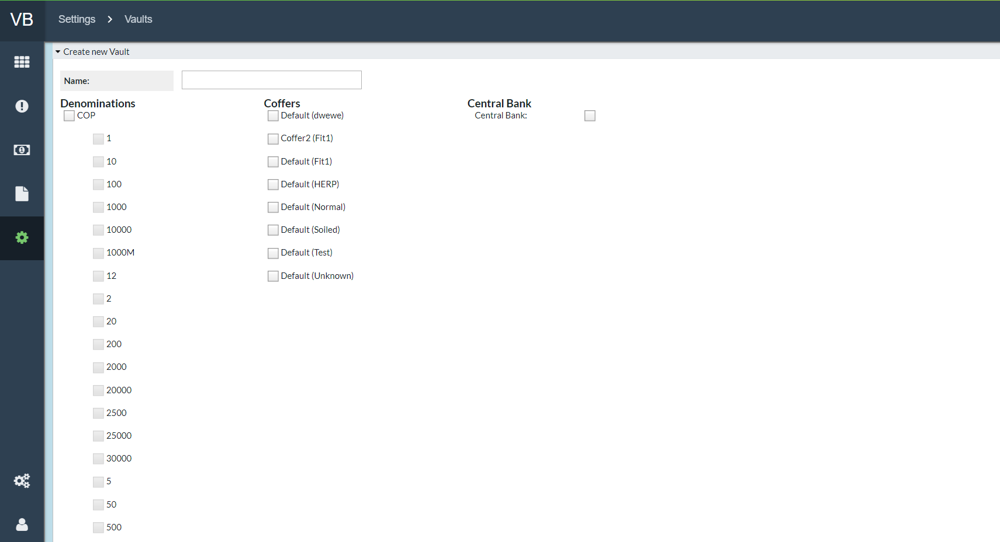 VB
Settings
Vaults
Create new Vault
Name:
Denominations
COP
1
10
100
1000
10000
1000M
12
2
20
200
2000
20000
2500
25000
30000
5
50
500
Coffers
Default (dwewe)
Coffer2 (Fit1)
Default (Fit1)
Default (HERP)
Default (Normal)
Default (Soiled)
Default (Test)
Default (Unknown)
Central Bank
Central Bank: